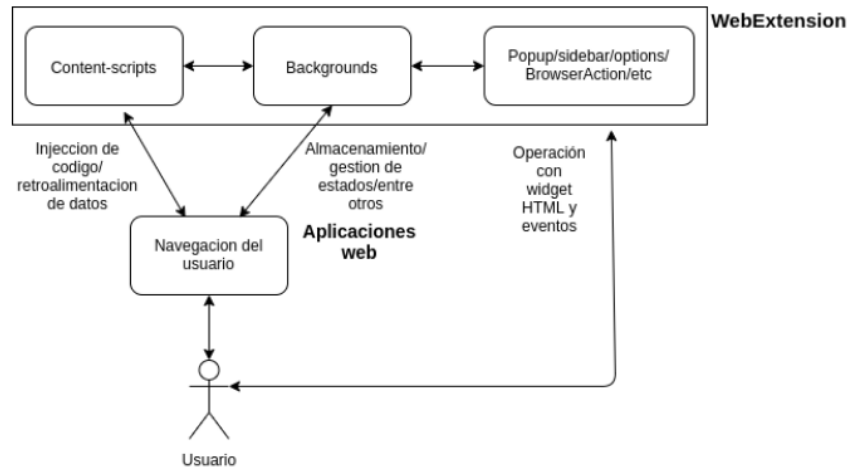 WebExtension
Content-scripts
Backgrounds
Popup/sidebar/options/
BrowserAction/etc
Injeccion de
codigo/
retroalimentacion
de datos
Almacenamiento/
gestion de
estados/entre
otros
Operación
con
widget
HTML y
eventos
Navegacion del
usuario
Aplicaciones
web
Usuario